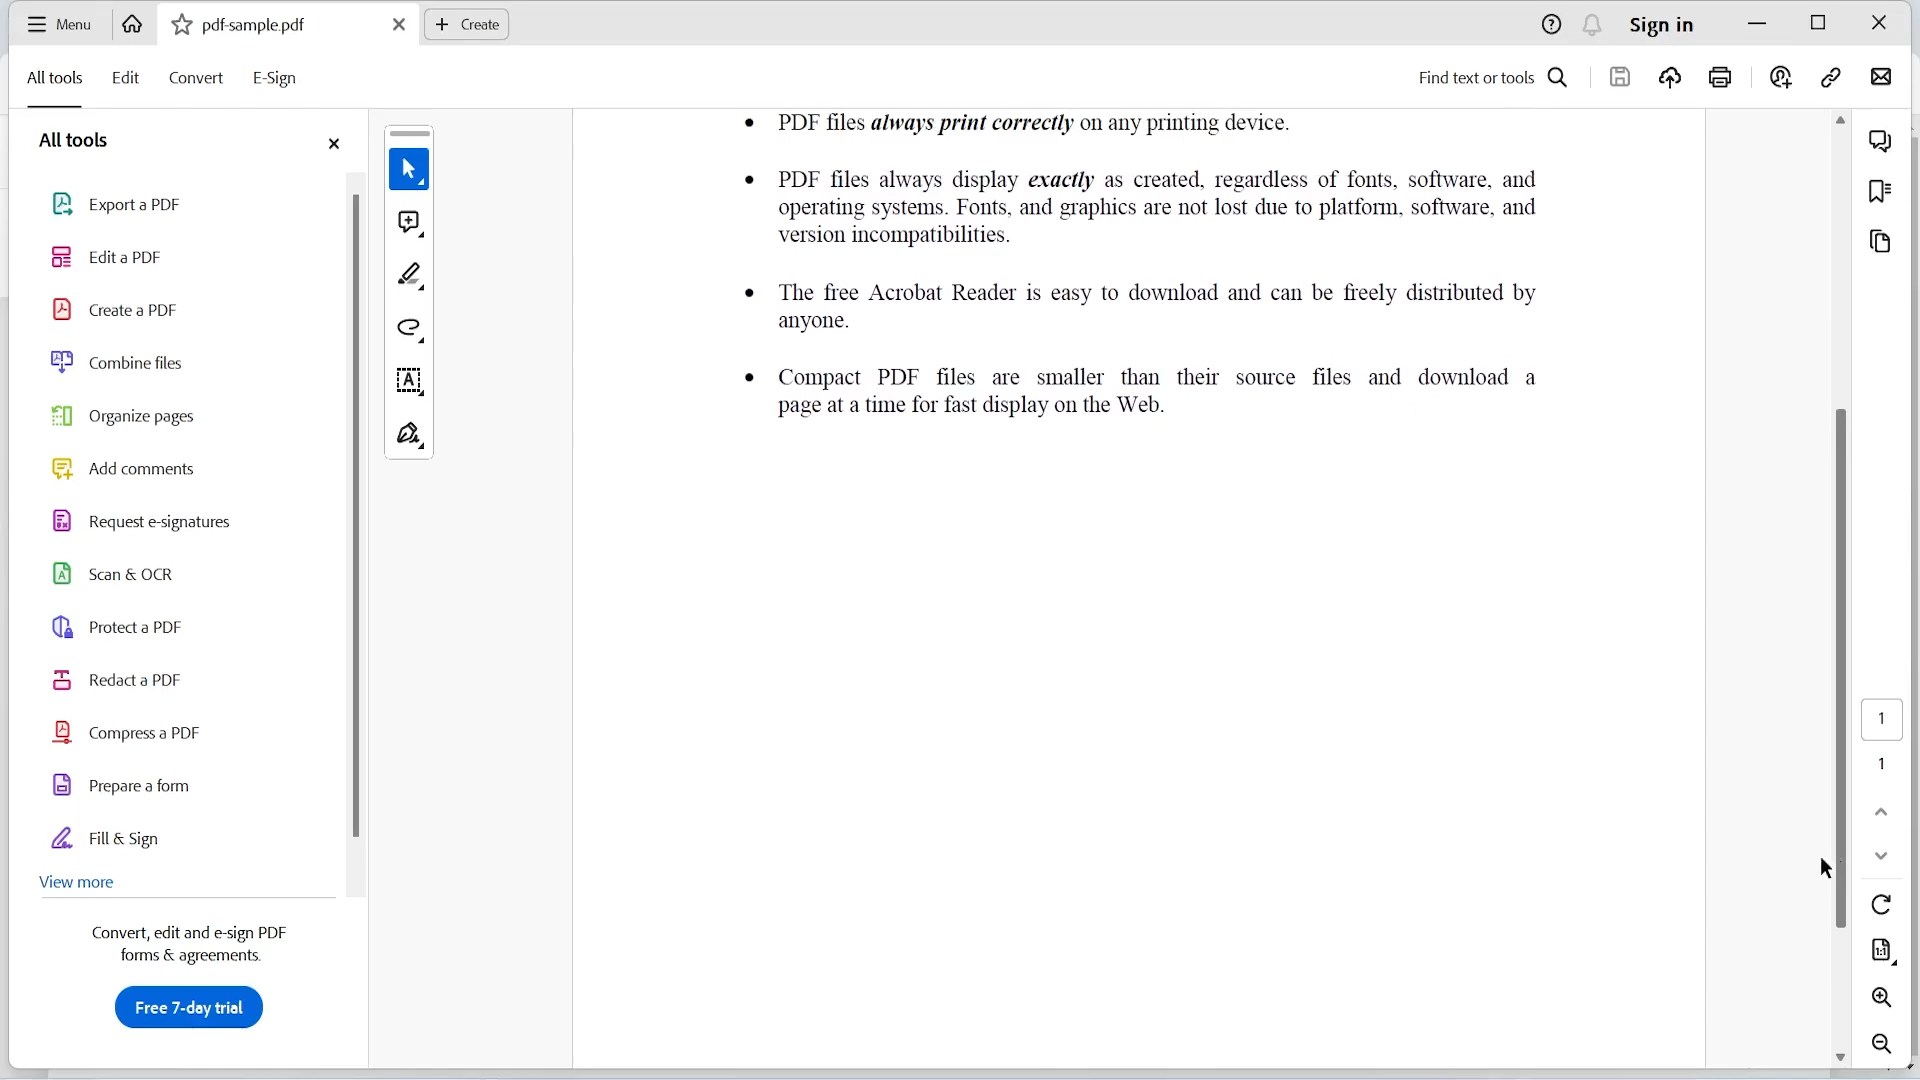 Menu
pdf-sample.pdf
Create
Sign in
All tools
Edit
Convert
E-Sign
Find text or tools
All tools
Export a PDF
Edit a PDF
Create a PDF
Combine files
Organize pages
Add comments
Request e-signatures
Scan & OCR
Protect a PDF
Redact a PDF
Compress a PDF
Prepare a form
Fill & Sign
View more
Convert, edit and e-sign PDF
forms & agreements.
Free 7-day trial
• PDF files always print correctly on any printing device.
• PDF files always display exactly as created, regardless of fonts, software, and
operating systems. Fonts, and graphics are not lost due to platform, software, and
version incompatibilities.
• The free Acrobat Reader is easy to download and can be freely distributed by
anyone.
• Compact PDF files are smaller than their source files and download a
page at a time for fast display on the Web.
1
1